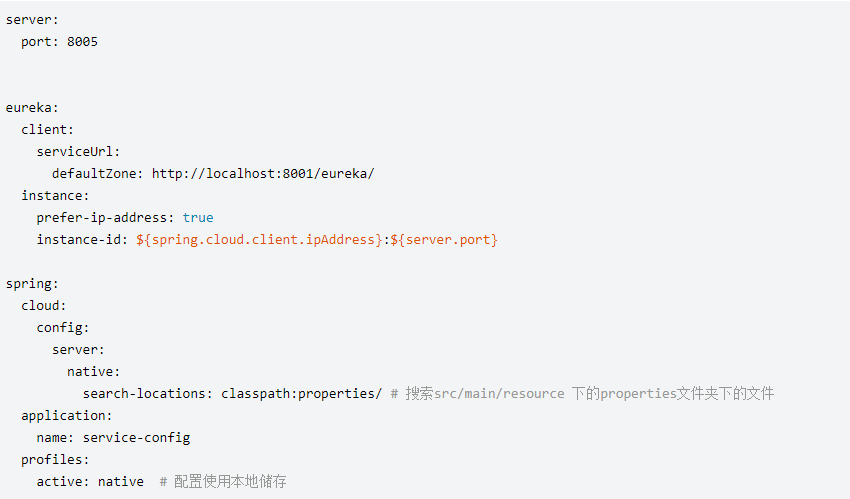 server:
  port: 8005
eureka:
  client:
    serviceUrl:
      defaultZone: http://localhost:8001/eureka/
  instance:
    prefer-ip-address: true
    instance-id: ${spring.cloud.client.ipAddress}:${server.port}
spring:
  cloud:
    config:
      server:
        native:
          search-locations: classpath:properties/ # 搜索src/main/resource 下的properties文件夹下的文件
  application:
    name: service-config
  profiles:
    active: native  # 配置使用本地储存